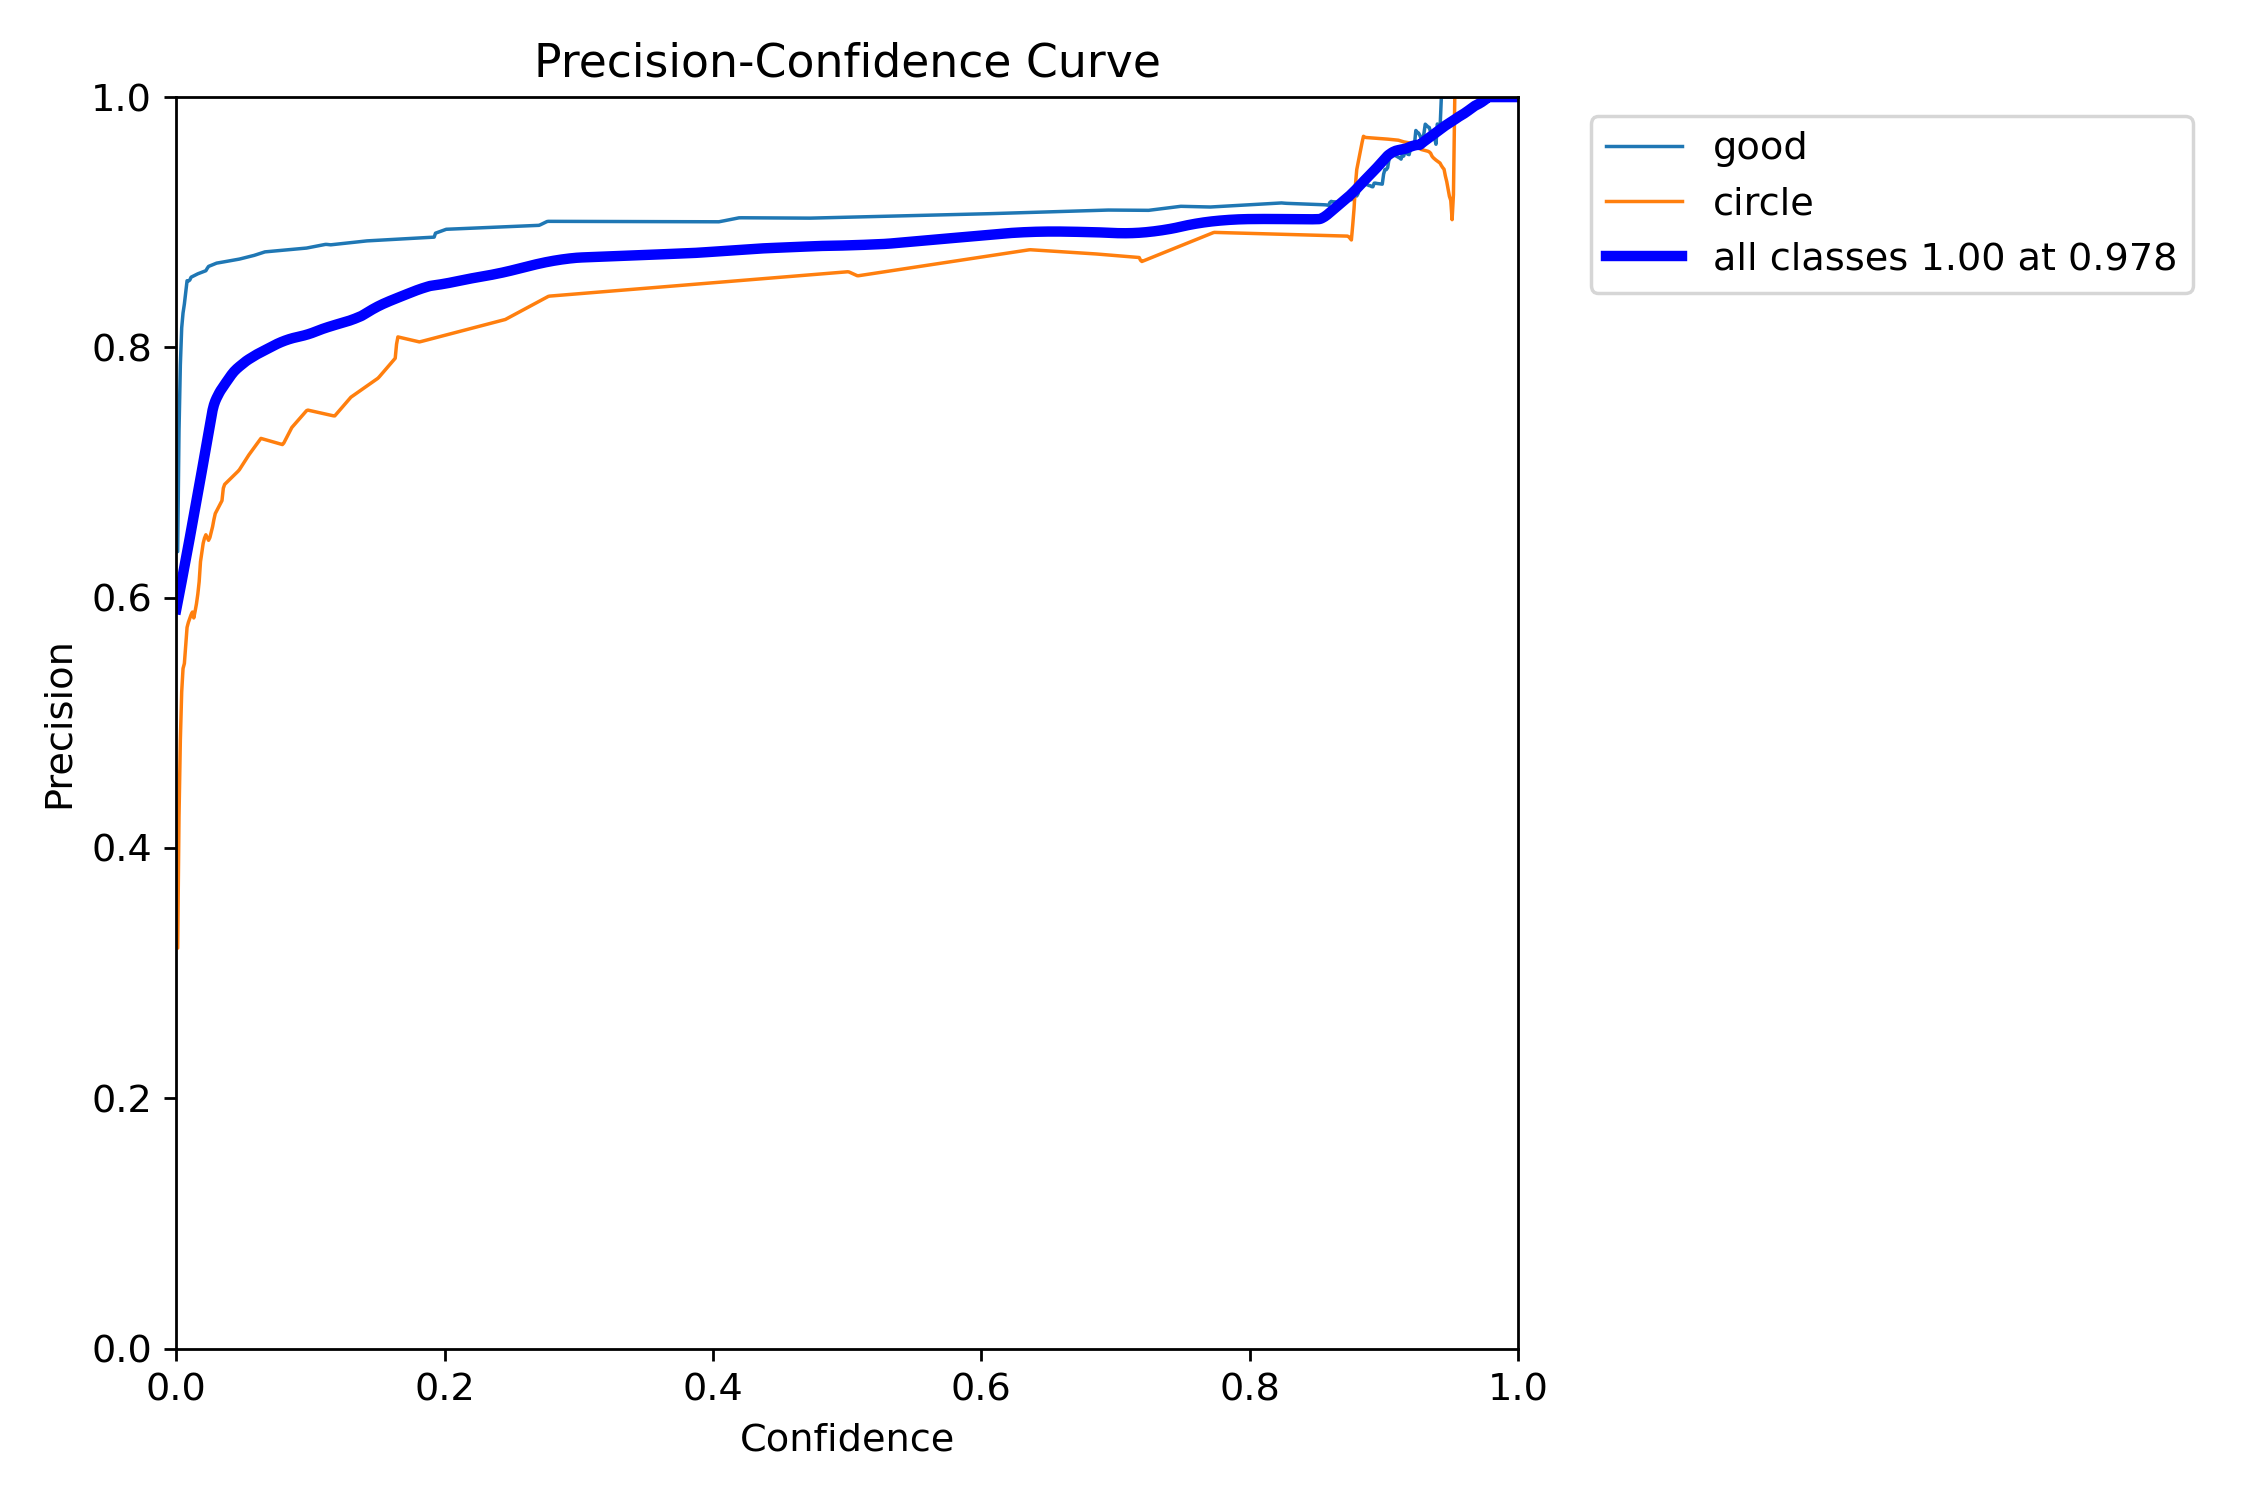 Precision-Confidence Curve
1.0
0.8
0.6
0.4
0.2
0.0
Precision
0.0 0.2 0.4 0.6 0.8 1.0
Confidence
good
circle
all classes 1.00 at 0.978